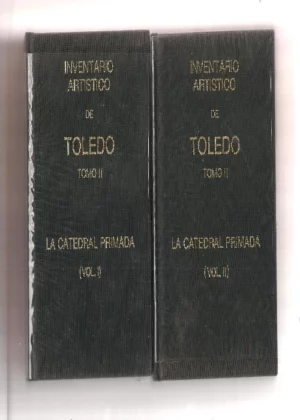 INVENTARIO
ARTISTICO
DE
TOLEDO
TOMO II
LA CATEDRAL PRIMADA
(VOL. I)
INVENTARIO
ARTISTICO
DE
TOLEDO
TOMO II
LA CATEDRAL PRIMADA
(VOL. II)